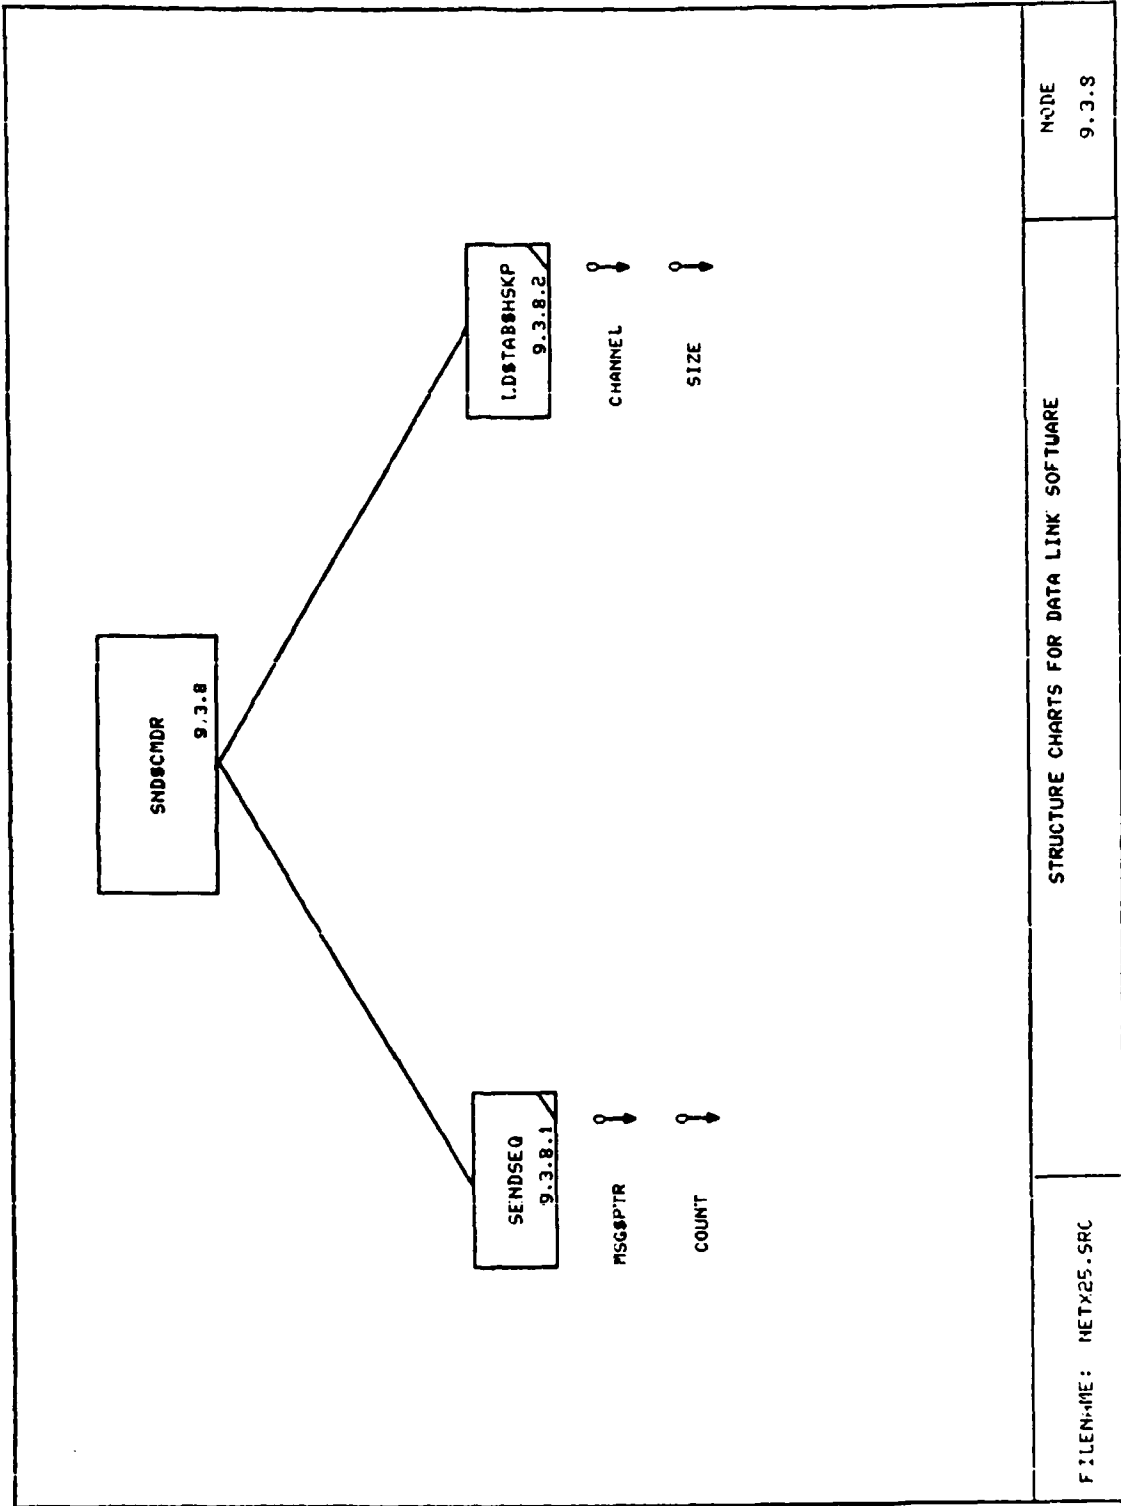 SND$CMDR
9.3.8
SENDSEQ
9.3.8.1
MSG$PTR
COUNT
LD$TAB$HSKP
9.3.8.2
CHANNEL
SIZE
FILENAME: NETX25.SRC
STRUCTURE CHARTS FOR DATA LINK SOFTWARE
NODE
9.3.8